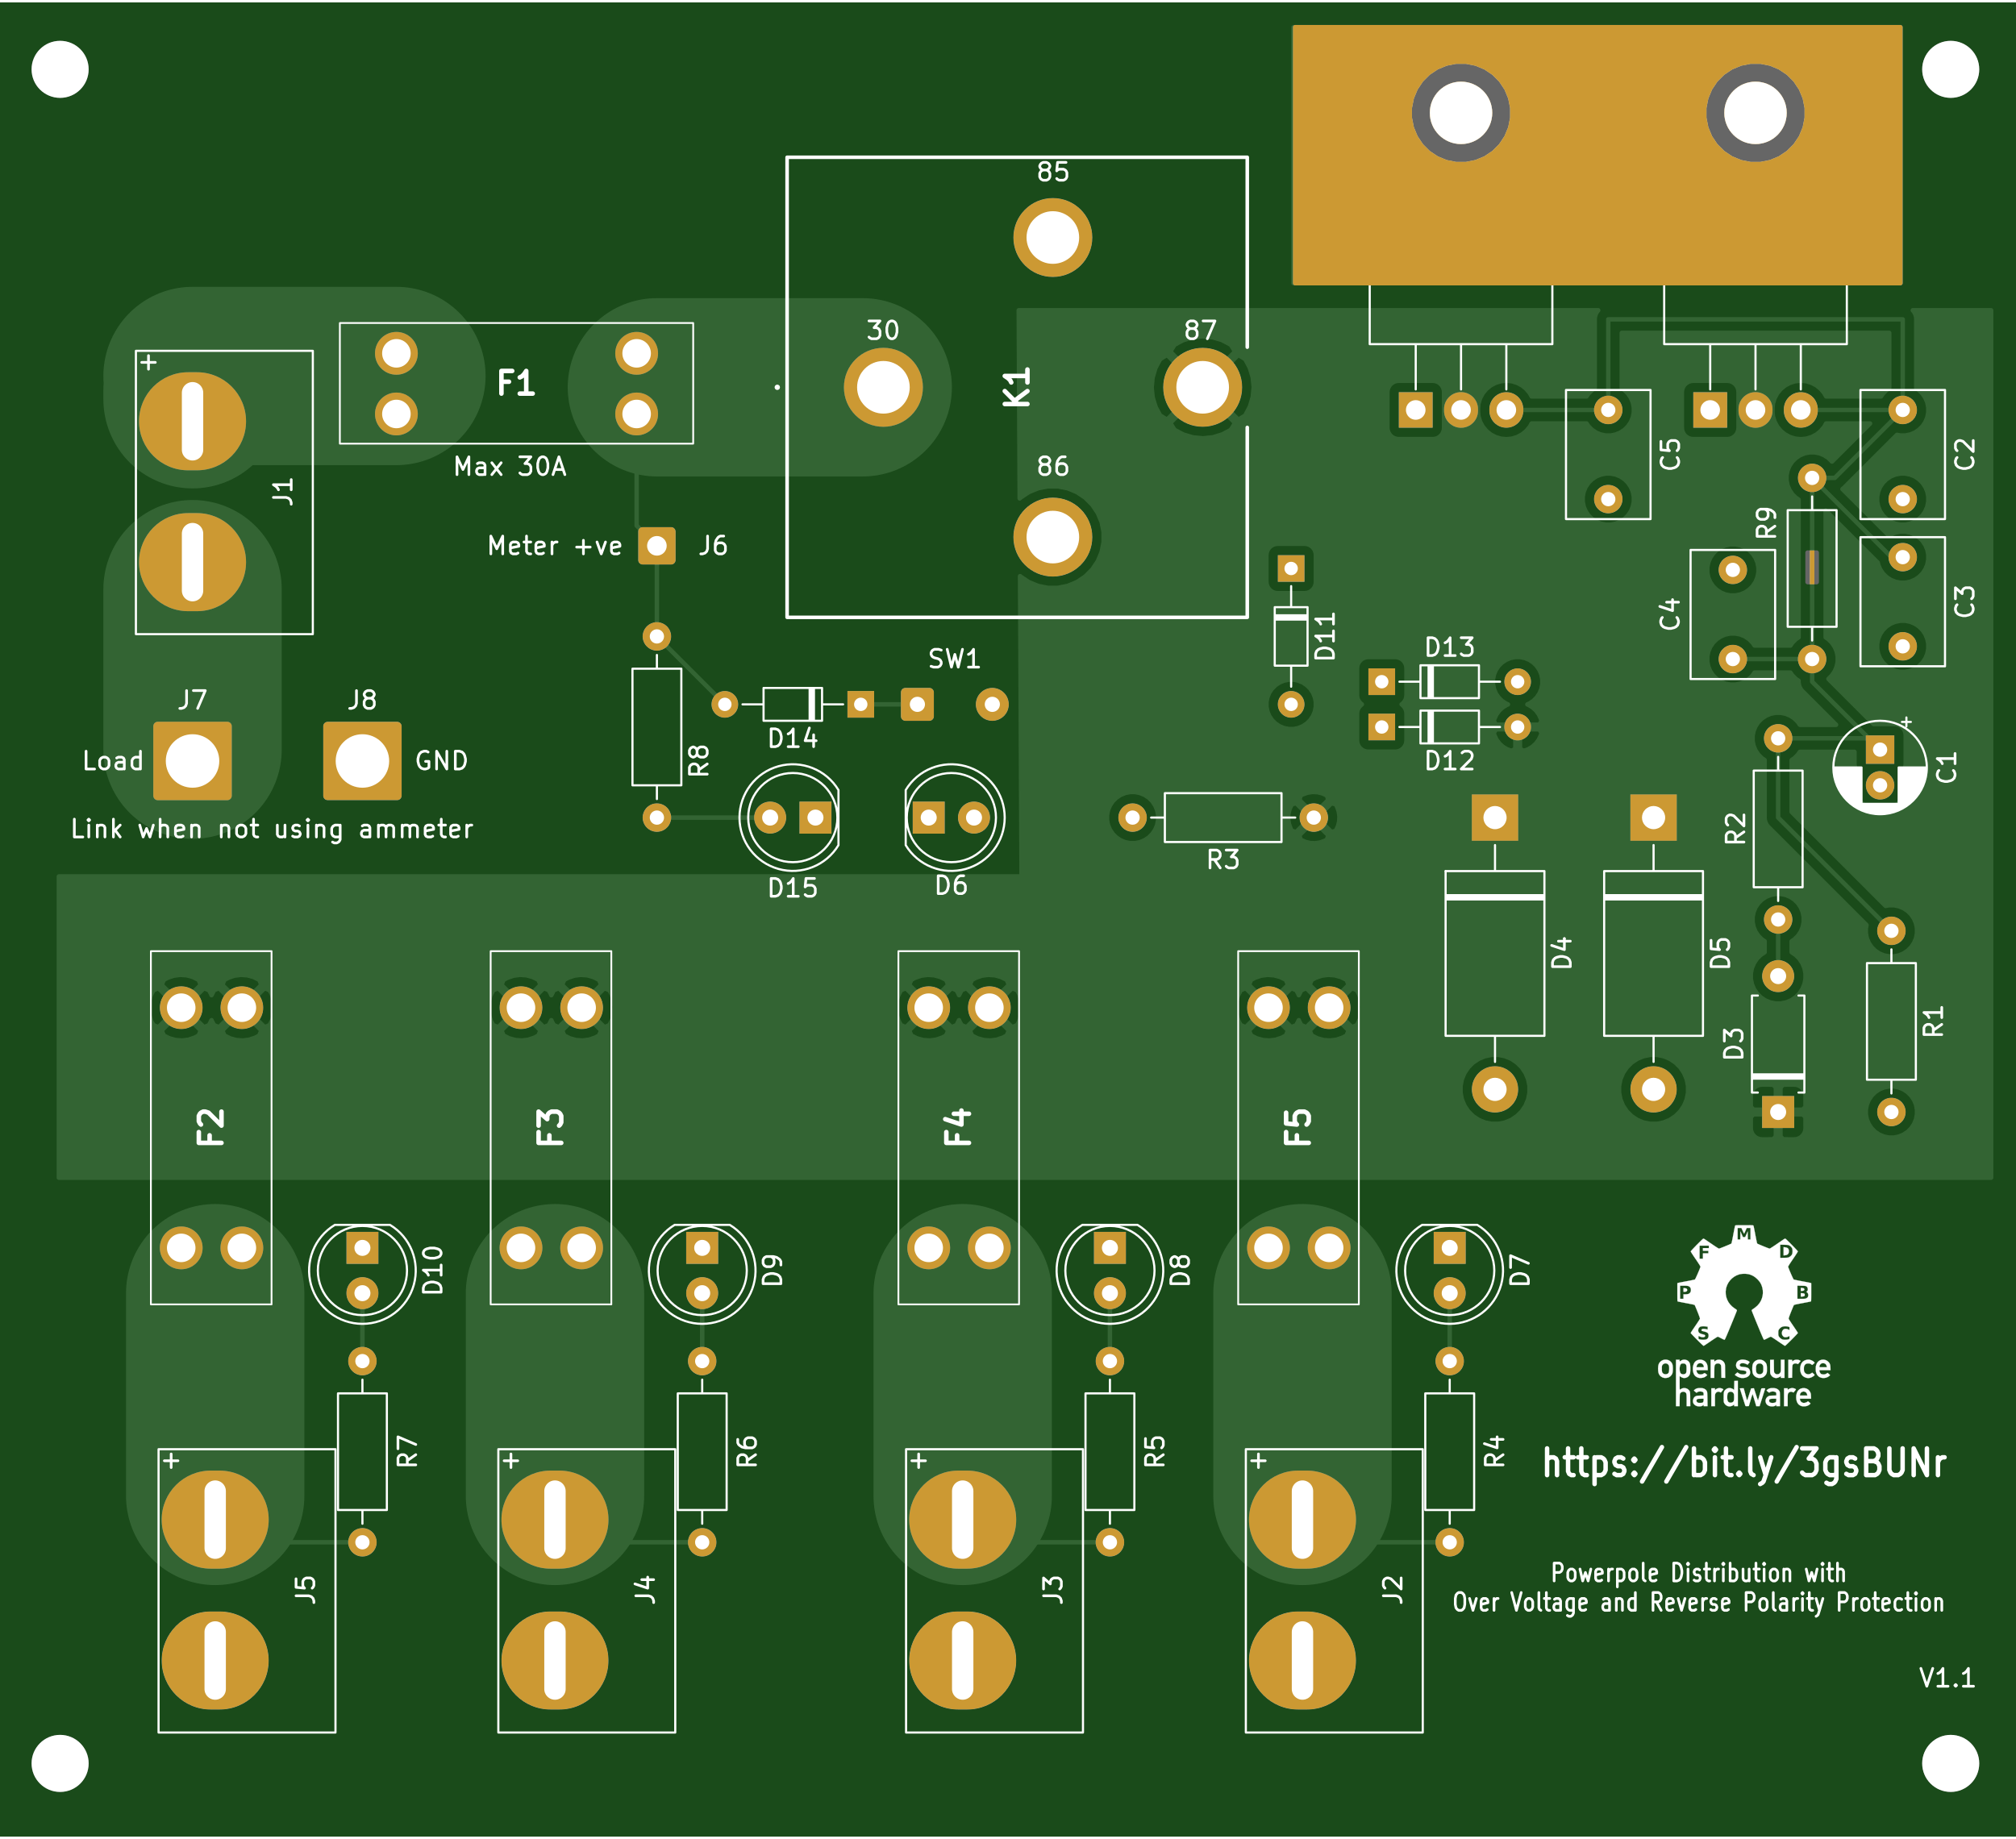 85
30
87
+
F1
K1
Max 30A
86
J1
C5
C2
Meter +ve
J6
R9
C4
C3
D11
D13
SW1
J7
J8
D14
D12
+
Load
GND
R8
C1
Link when not using ammeter
R2
R3
D15
D6
D4
D5
D3
R1
F2
F3
F4
F5
D10
D9
D8
D7
F M D
P B
S C
open source
hardware
+
R7
+
R6
+
R5
+
R4
https://bit.ly/3gsBUNr
J5
J4
J3
J2
Powerpole Distribution with
Over Voltage and Reverse Polarity Protection
V1.1